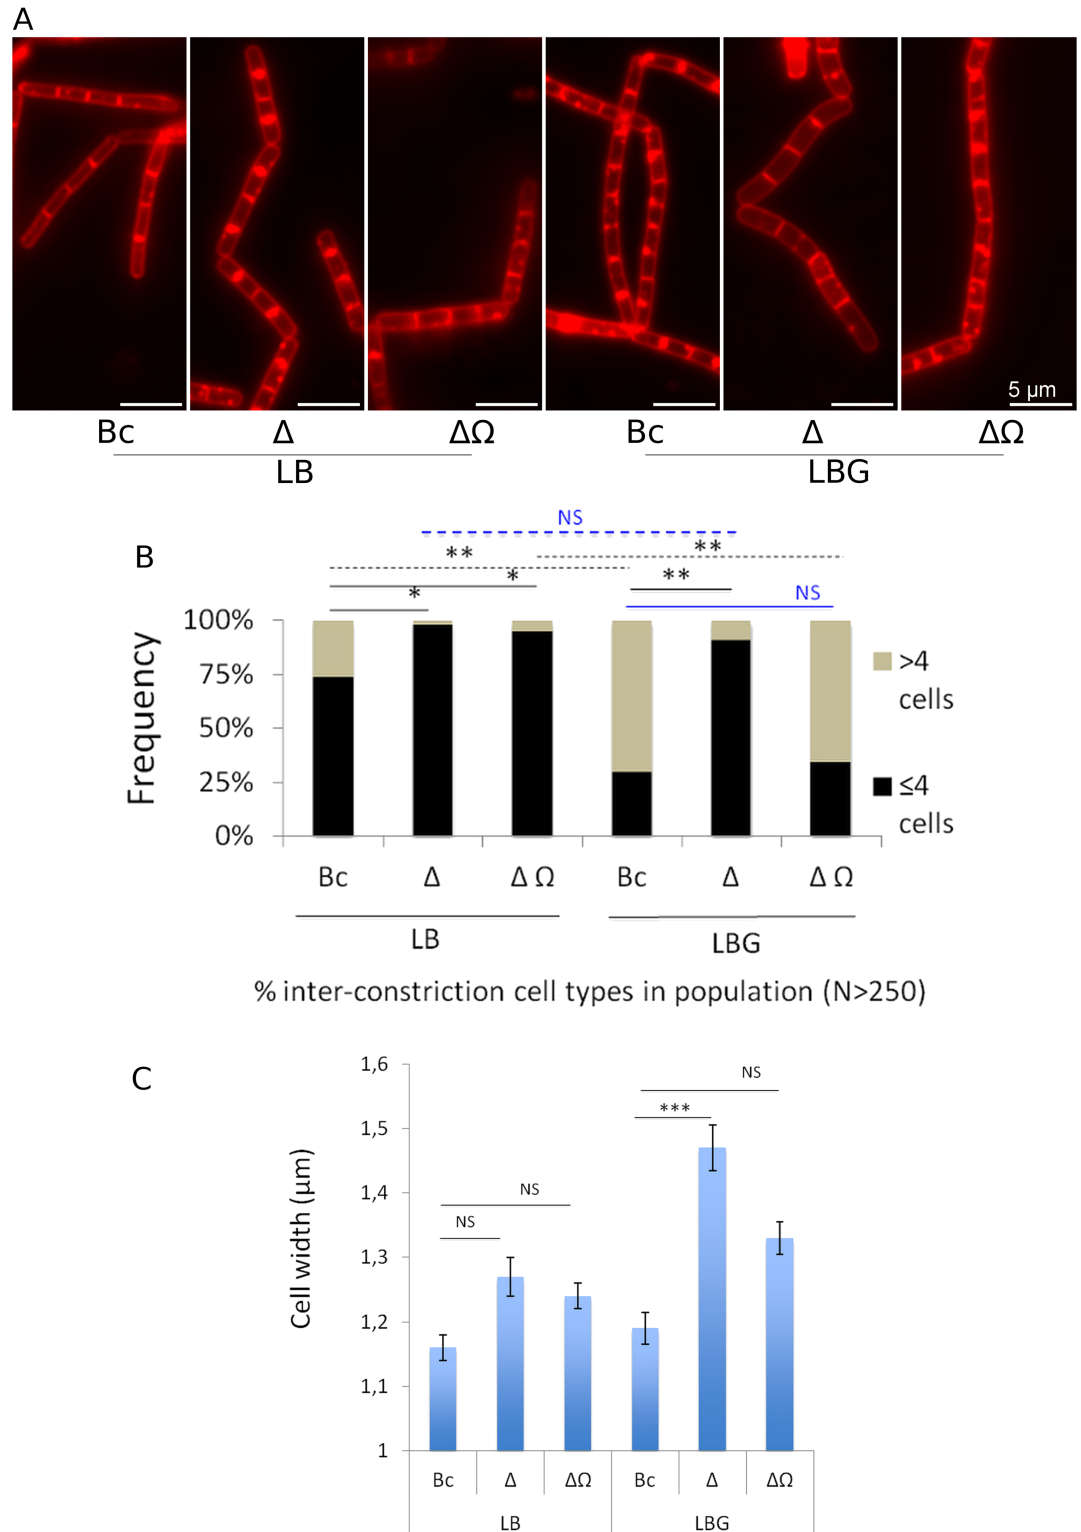 A
5 µm
Bc Δ ΔΩ Bc Δ ΔΩ
LB LBG
B
NS
** **
* **
* NS
Frequency
100%
75%
50%
25%
0%
>4
cells
≤4
cells
Bc Δ Δ Ω Bc Δ Δ Ω
LB LBG
% inter-constriction cell types in population (N>250)
C
Cell width (µm)
1,6
1,5
1,4
1,3
1,2
1,1
1
NS
***
NS
NS
Bc Δ ΔΩ Bc Δ ΔΩ
LB LBG